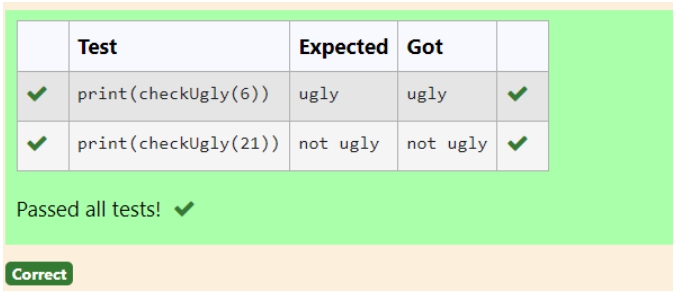 Test Expected Got
print(checkUgly(6)) ugly ugly
print(checkUgly(21)) not ugly not ugly
Passed all tests!
Correct